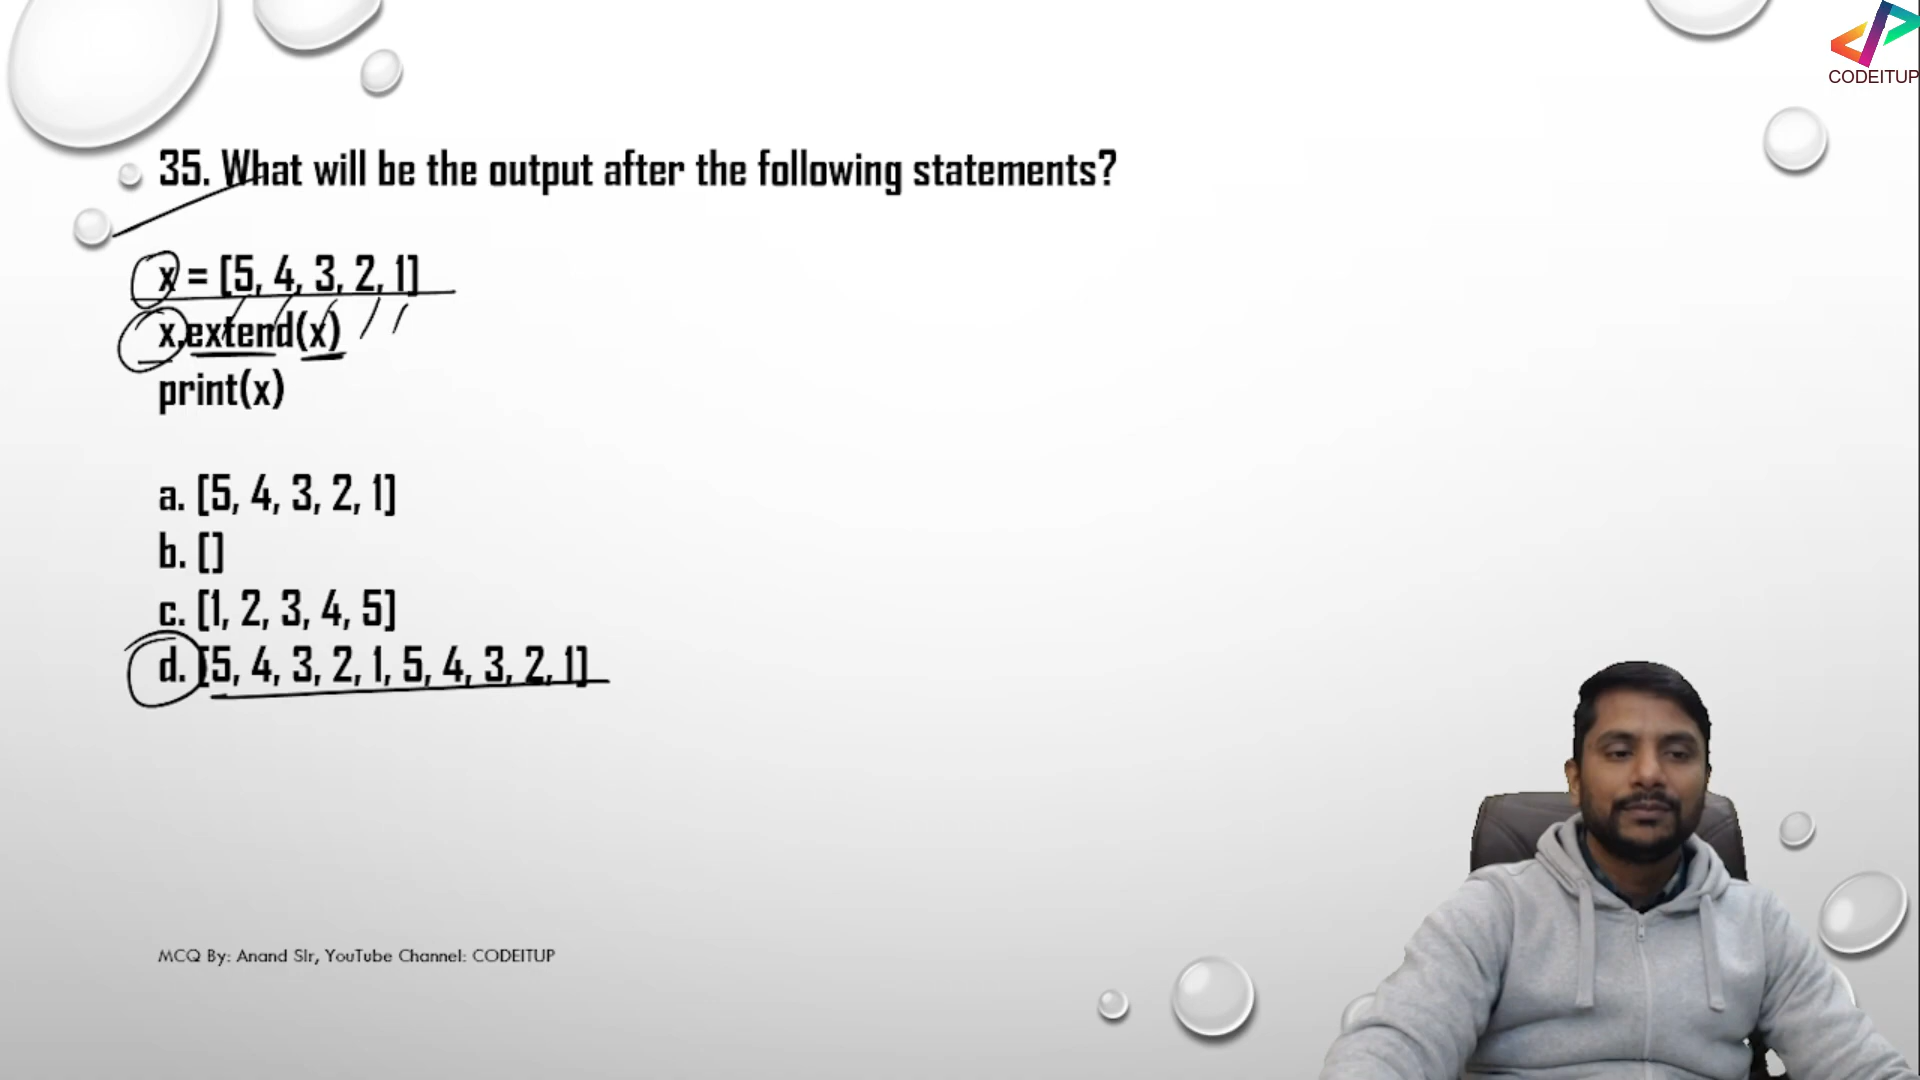 CODEITUP
35. What will be the output after the following statements?
x = [5, 4, 3, 2, 1]
x.extend(x)
print(x)
a. [5, 4, 3, 2, 1]
b. []
c. [1, 2, 3, 4, 5]
d. [5, 4, 3, 2, 1, 5, 4, 3, 2, 1]
MCQ By: Anand SIr, YouTube Channel: CODEITUP